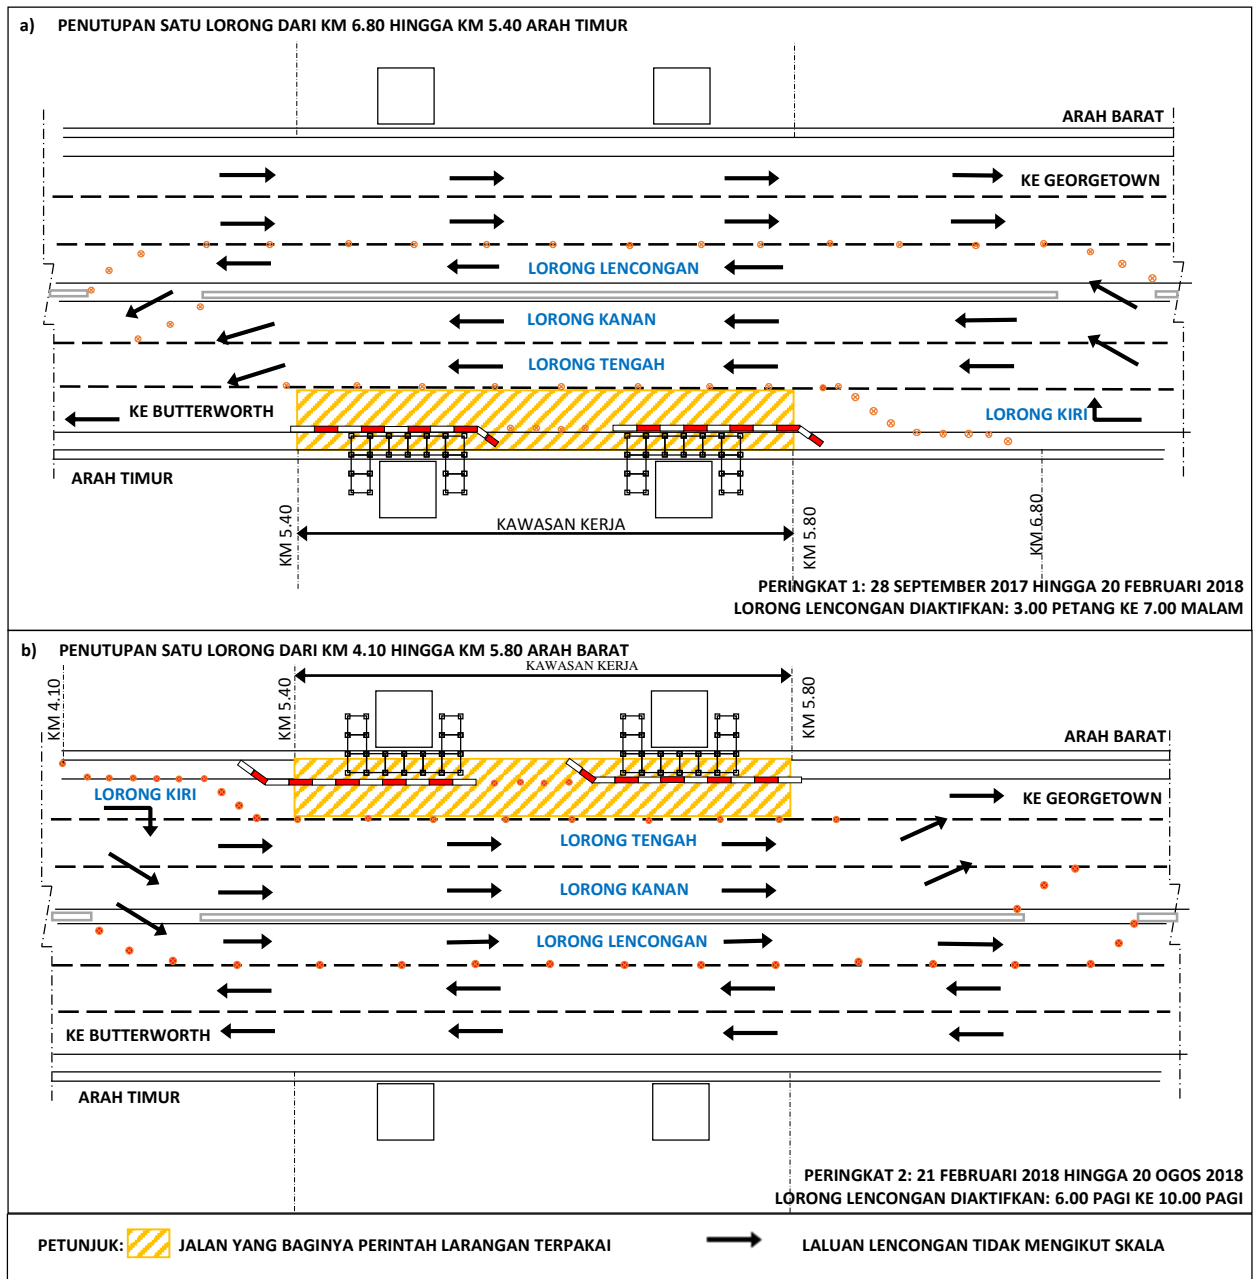 a) PENUTUPAN SATU LORONG DARI KM 6.80 HINGGA KM 5.40 ARAH TIMUR
ARAH BARAT
KE GEORGETOWN
LORONG LENCONGAN
LORONG KANAN
LORONG TENGAH
KE BUTTERWORTH
LORONG KIRI
ARAH TIMUR
KM 5.40
KAWASAN KERJA
KM 5.80
KM 6.80
PERINGKAT 1: 28 SEPTEMBER 2017 HINGGA 20 FEBRUARI 2018
LORONG LENCONGAN DIAKTIFKAN: 3.00 PETANG KE 7.00 MALAM
b) PENUTUPAN SATU LORONG DARI KM 4.10 HINGGA KM 5.80 ARAH BARAT
KAWASAN KERJA
KM 4.10
KM 5.40
KM 5.80
ARAH BARAT
LORONG KIRI
KE GEORGETOWN
LORONG TENGAH
LORONG KANAN
LORONG LENCONGAN
KE BUTTERWORTH
ARAH TIMUR
PERINGKAT 2: 21 FEBRUARI 2018 HINGGA 20 OGOS 2018
LORONG LENCONGAN DIAKTIFKAN: 6.00 PAGI KE 10.00 PAGI
PETUNJUK: JALAN YANG BAGINYA PERINTAH LARANGAN TERPAKAI
LALUAN LENCONGAN TIDAK MENGIKUT SKALA